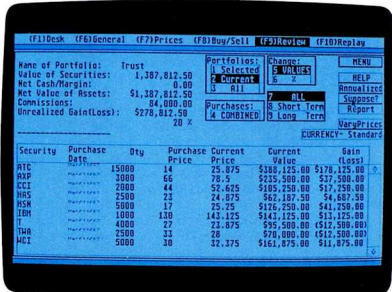 (F1)Desk (F6)General (F7)Prices (F8)Buy/Sell (F9)Review (F10)Replay
Name of Portfolio: Trust
Value of Securities: 1,387,812.50
Net Cash/Margin: 0.00
Net Value of Assets: $1,387,812.50
Commissions: 84,000.00
Unrealized Gain(Loss): $278,812.50
20 %
Portfolios:
1 Selected
2 Current
3 All
Purchases:
4 COMBINED
Change:
5 VALUES
6 %
7 ALL
8 Short Term
9 Long Term
MENU
HELP
Annualized
Suppose?
Report
VaryPrices
CURRENCY- Standard
Security Purchase Date Qty Purchase Price Current Price Current Value Gain (Loss)
ATC 15000 14 25.875 $388,125.00 $178,125.00
AXP 3000 66 78.5 $235,500.00 $37,500.00
CCI 2000 44 52.625 $105,250.00 $17,250.00
HAS 2500 23 24.875 $62,187.50 $4,687.50
HSN 5000 17 25.25 $126,250.00 $41,250.00
IBM 1000 130 143.125 $143,125.00 $13,125.00
T 4000 27 23.875 $95,500.00 ($12,500.00)
TWA 2500 33 28 $70,000.00 ($12,500.00)
WCI 5000 30 32.375 $161,875.00 $11,875.00